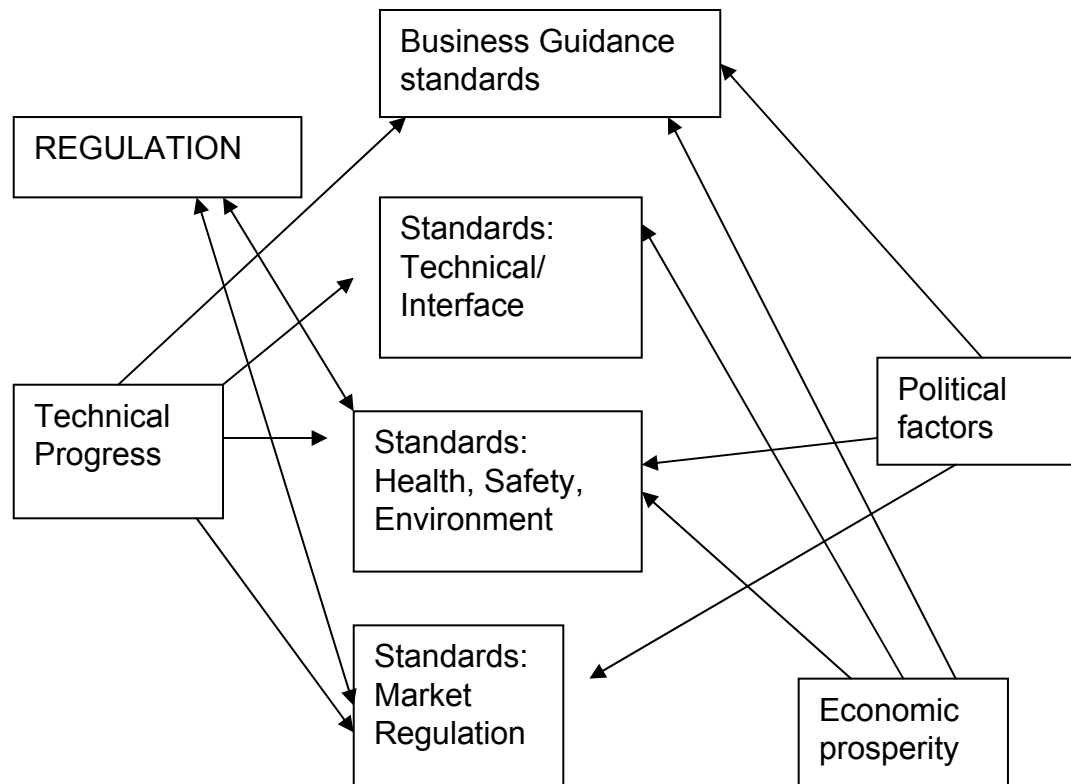 Business Guidance
standards
REGULATION
Standards:
Technical/
Interface
Technical
Progress
Political
factors
Standards:
Health, Safety,
Environment
Standards:
Market
Regulation
Economic
prosperity